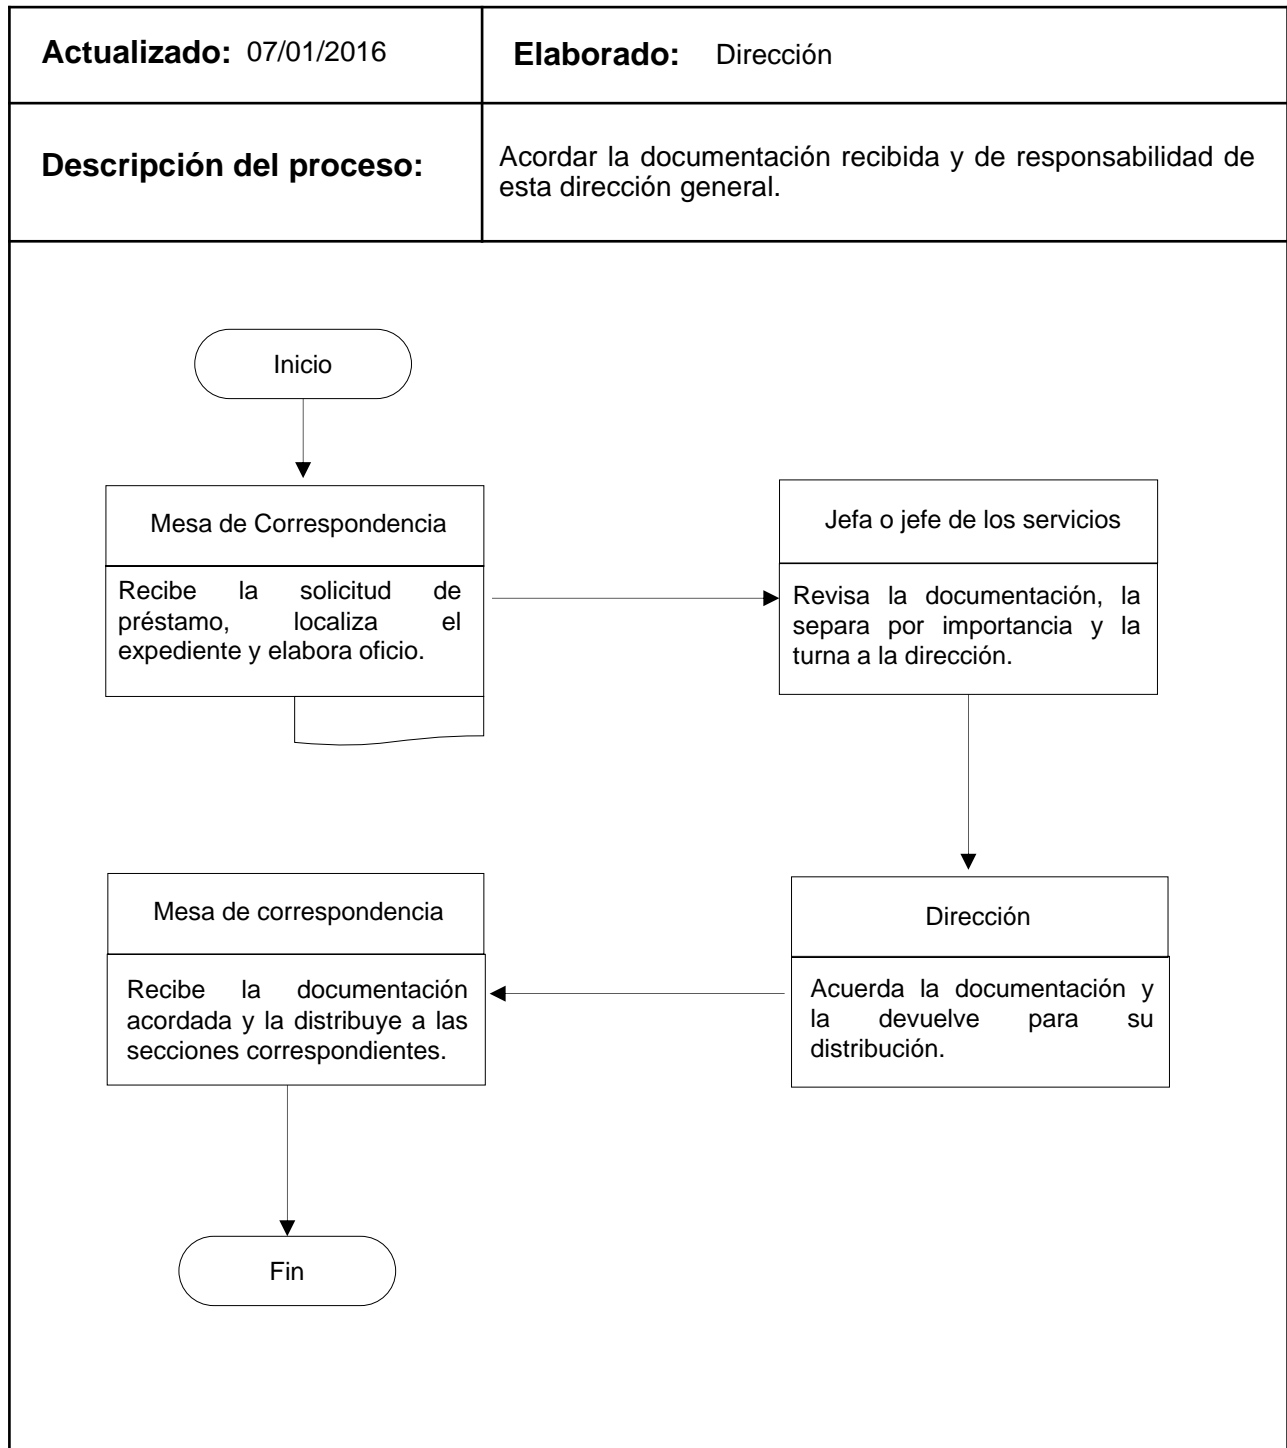 Actualizado: 07/01/2016
Elaborado: Dirección
Descripción del proceso:
Acordar la documentación recibida y de responsabilidad de
esta dirección general.
Inicio
Mesa de Correspondencia
Recibe la solicitud de
préstamo, localiza el
expediente y elabora oficio.
Jefa o jefe de los servicios
Revisa la documentación, la
separa por importancia y la
turna a la dirección.
Dirección
Acuerda la documentación y
la devuelve para su
distribución.
Mesa de correspondencia
Recibe la documentación
acordada y la distribuye a las
secciones correspondientes.
Fin